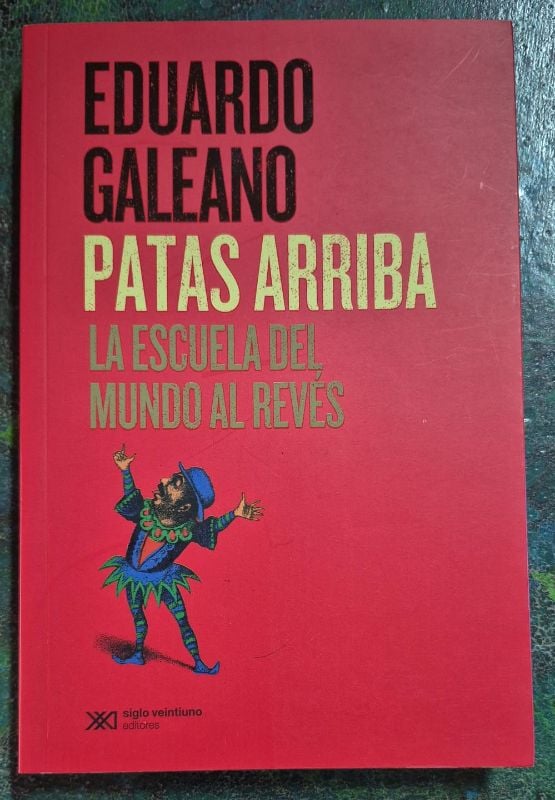 EDUARDO
GALEANO
PATAS ARRIBA
LA ESCUELA DEL
MUNDO AL REVÉS
siglo veintiuno
editores